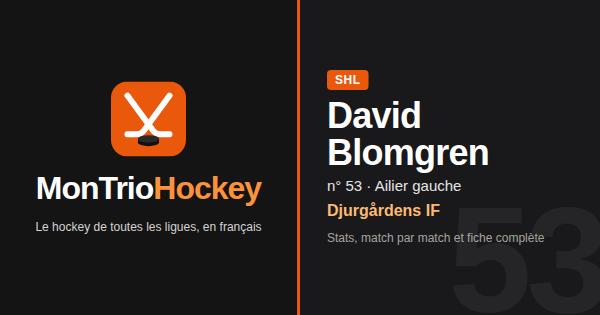 MonTrioHockey
Le hockey de toutes les ligues, en français
SHL
David
Blomgren
n° 53 · Ailier gauche
Djurgårdens IF
Stats, match par match et fiche complète
53